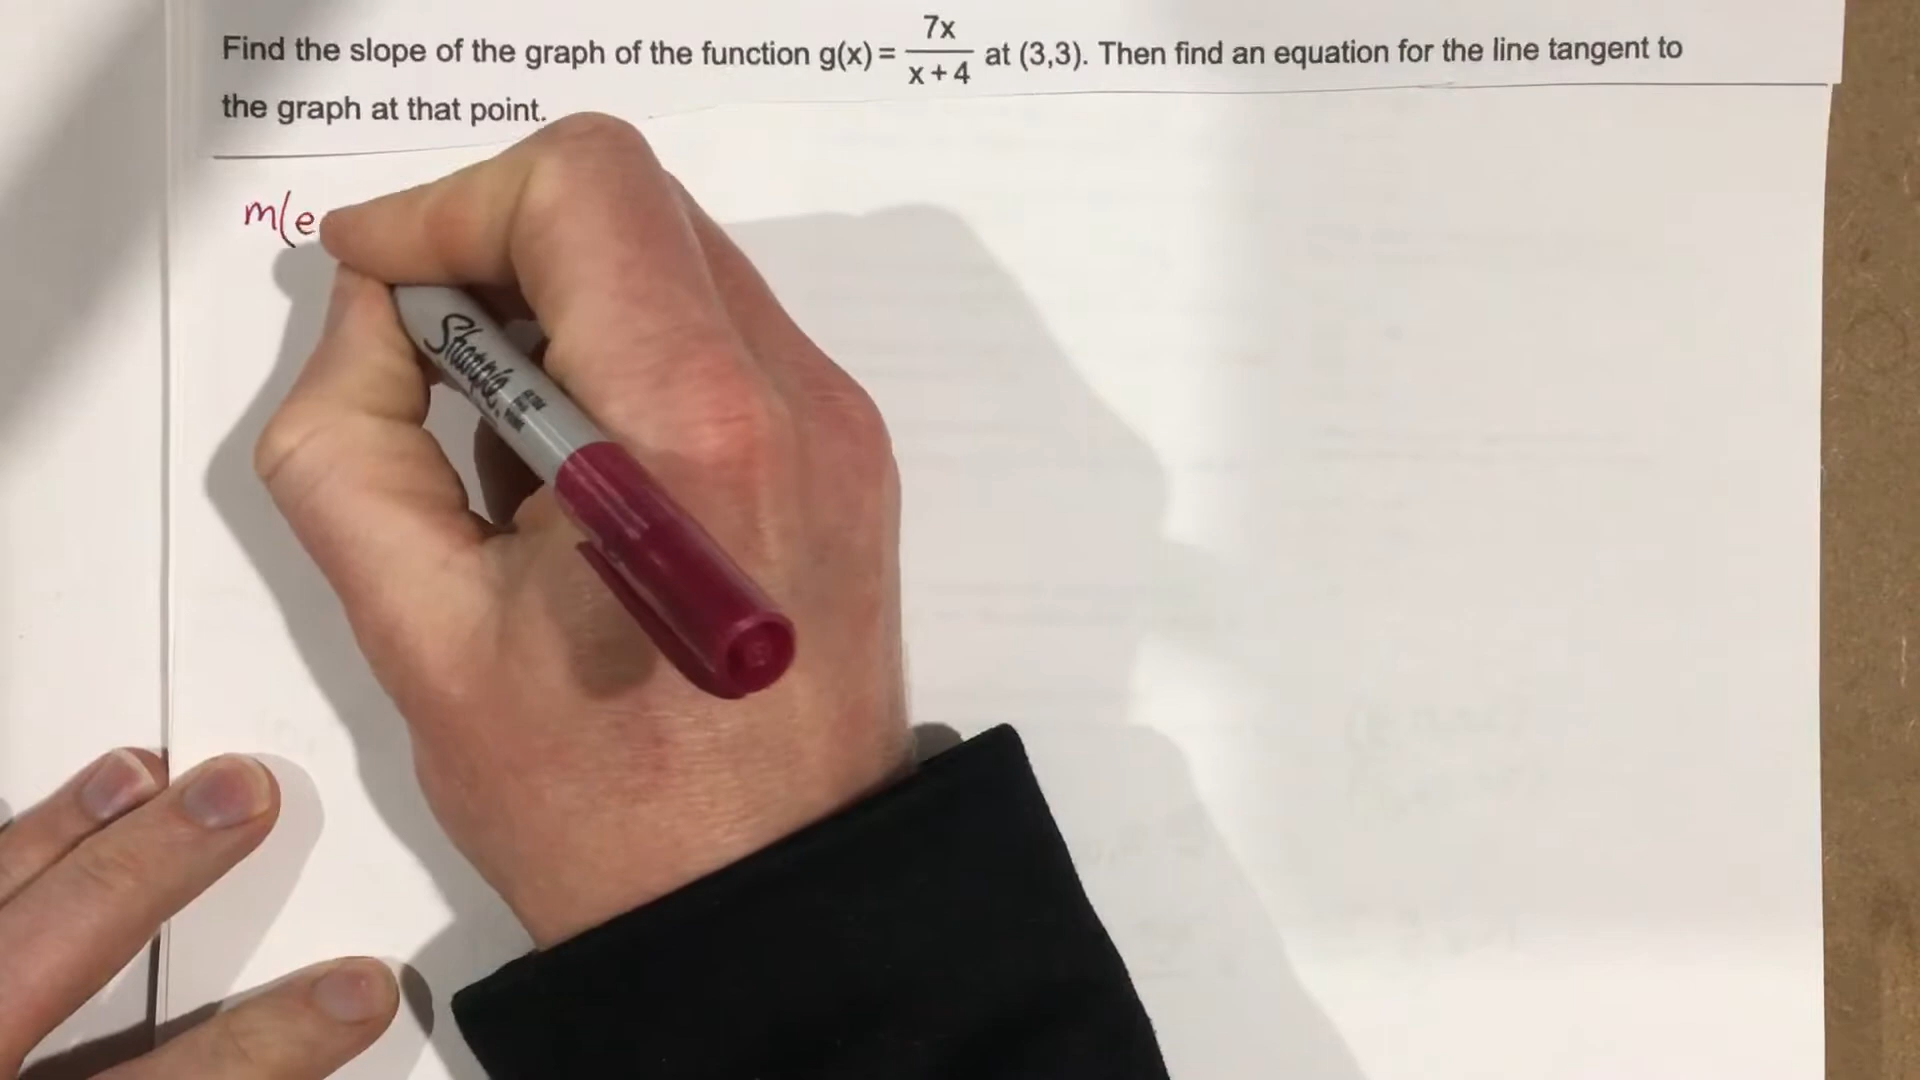 Find the slope of the graph of the function g(x) = 7x / x + 4 at (3,3). Then find an equation for the line tangent to
the graph at that point.
m(e
Sharpie.